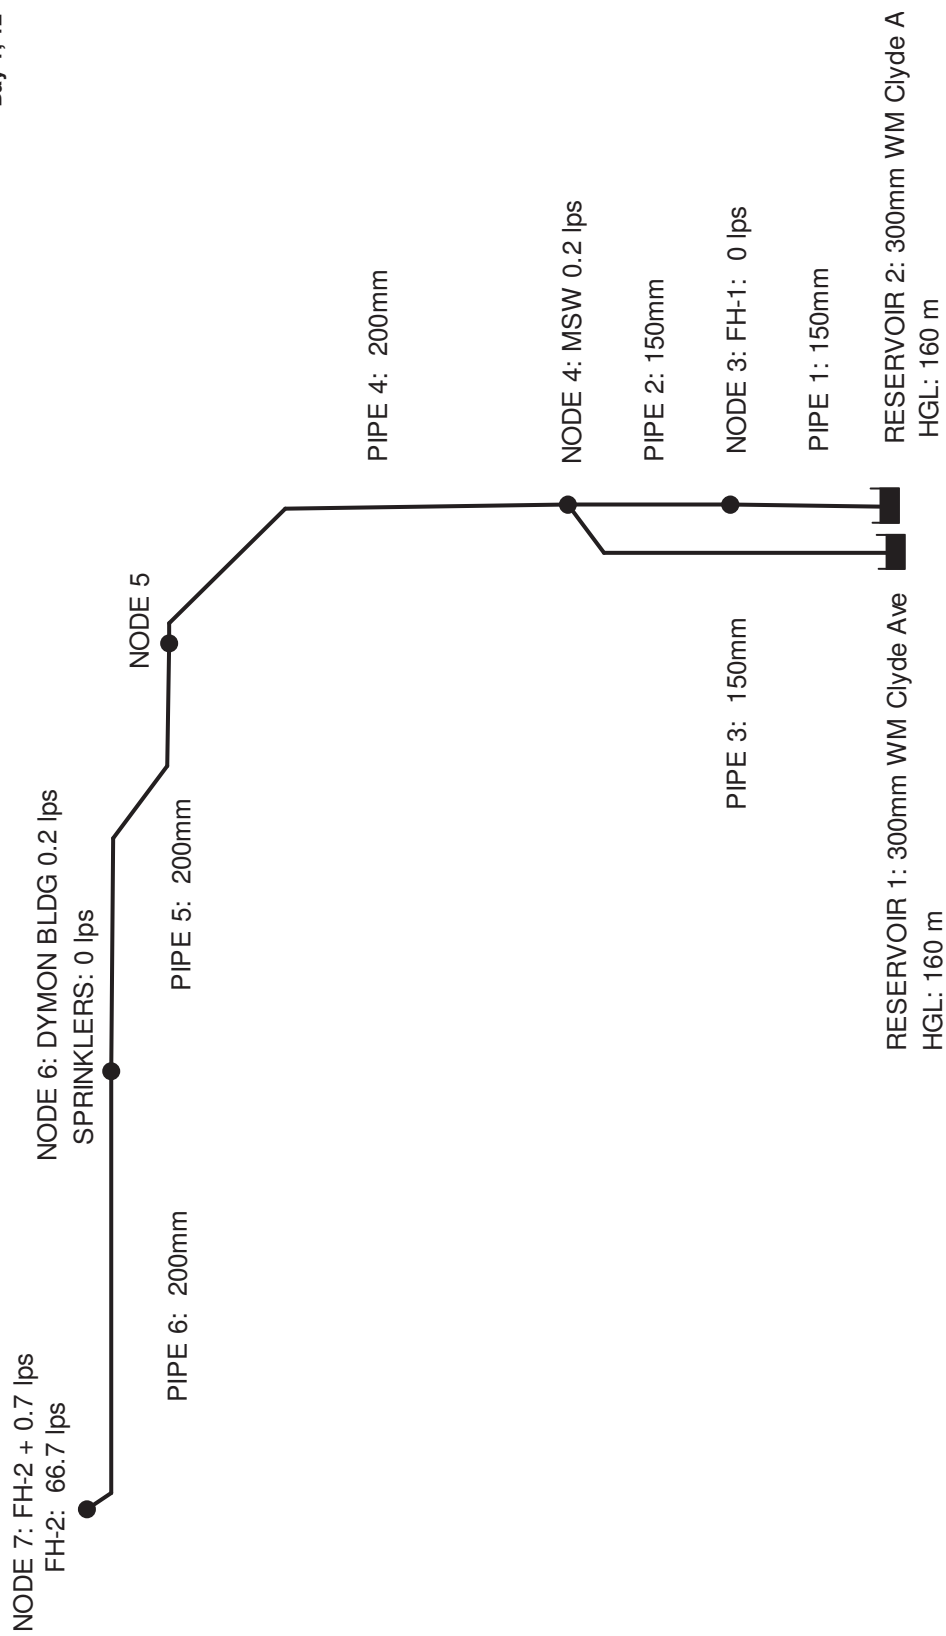 NODE 7: FH-2 + 0.7 lps
FH-2: 66.7 lps
NODE 6: DYMON BLDG 0.2 lps
SPRINKLERS: 0 lps
NODE 5
PIPE 6: 200mm
PIPE 5: 200mm
PIPE 4: 200mm
NODE 4: MSW 0.2 lps
PIPE 2: 150mm
NODE 3: FH-1: 0 lps
PIPE 3: 150mm
PIPE 1: 150mm
RESERVOIR 1: 300mm WM Clyde Ave
HGL: 160 m
RESERVOIR 2: 300mm WM Clyde A
HGL: 160 m